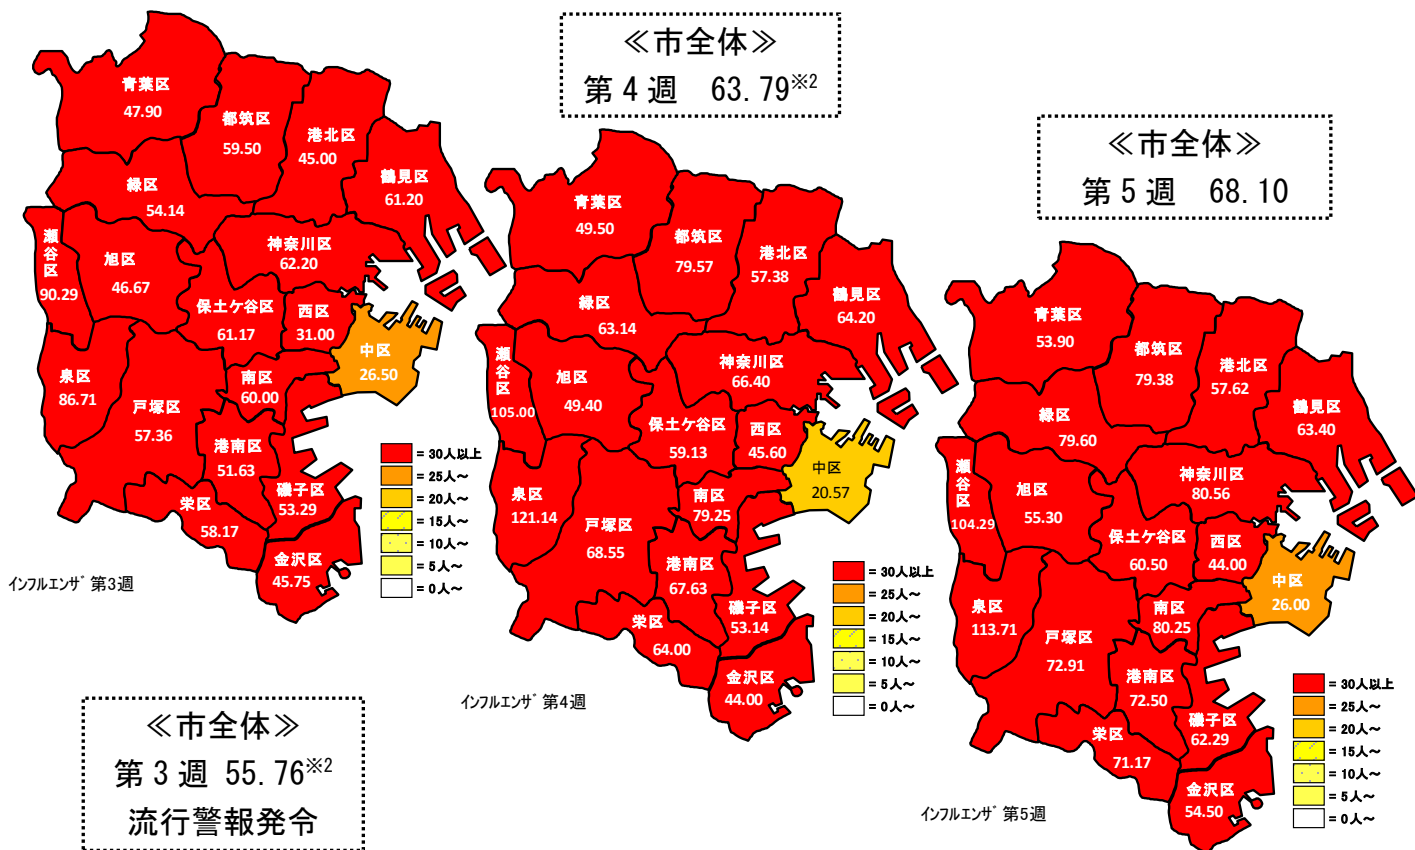 青葉区
47.90
都筑区
59.50
港北区
45.00
鶴見区
61.20
緑区
54.14
瀬谷区
90.29
旭区
46.67
神奈川区
62.20
保土ケ谷区
61.17
西区
31.00
中区
26.50
泉区
86.71
戸塚区
57.36
南区
60.00
港南区
51.63
磯子区
53.29
栄区
58.17
金沢区
45.75
= 30人以上
= 25人～
= 20人～
= 15人～
= 10人～
= 5人～
= 0人～
インフルエンザ 第3週
≪市全体≫
第3週 55.76※2
流行警報発令
≪市全体≫
第4週 63.79※2
青葉区
49.50
都筑区
79.57
港北区
57.38
鶴見区
64.20
緑区
63.14
瀬谷区
105.00
旭区
49.40
神奈川区
66.40
保土ケ谷区
59.13
西区
45.60
中区
20.57
泉区
121.14
戸塚区
68.55
南区
79.25
港南区
67.63
磯子区
53.14
栄区
64.00
金沢区
44.00
= 30人以上
= 25人～
= 20人～
= 15人～
= 10人～
= 5人～
= 0人～
インフルエンザ 第4週
≪市全体≫
第5週 68.10
青葉区
53.90
都筑区
79.38
港北区
57.62
鶴見区
63.40
緑区
79.60
瀬谷区
104.29
旭区
55.30
神奈川区
80.56
保土ケ谷区
60.50
西区
44.00
中区
26.00
泉区
113.71
戸塚区
72.91
南区
80.25
港南区
72.50
磯子区
62.29
栄区
71.17
金沢区
54.50
= 30人以上
= 25人～
= 20人～
= 15人～
= 10人～
= 5人～
= 0人～
インフルエンザ 第5週